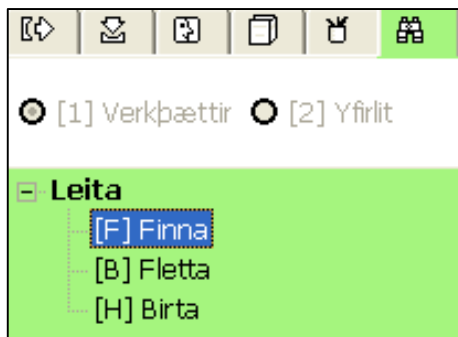 [1] Verkþættir [2] Yfirlit
Leita
[F] Finna
[B] Fletta
[H] Birta